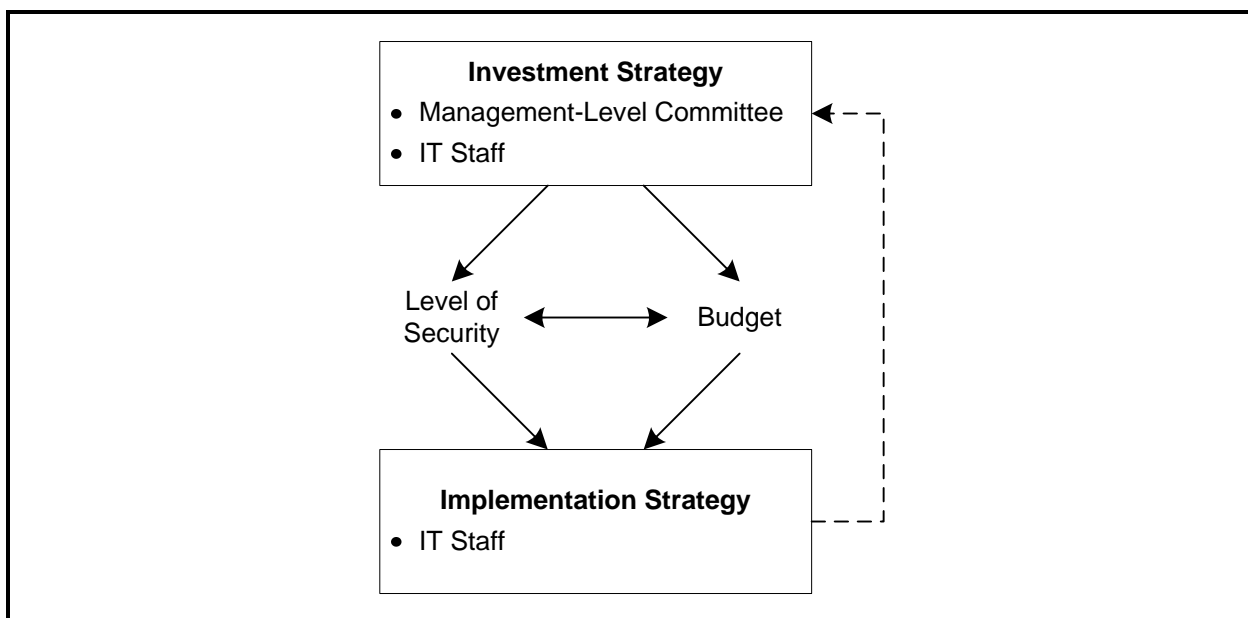 Investment Strategy
• Management-Level Committee
• IT Staff
Level of
Security
Budget
Implementation Strategy
• IT Staff